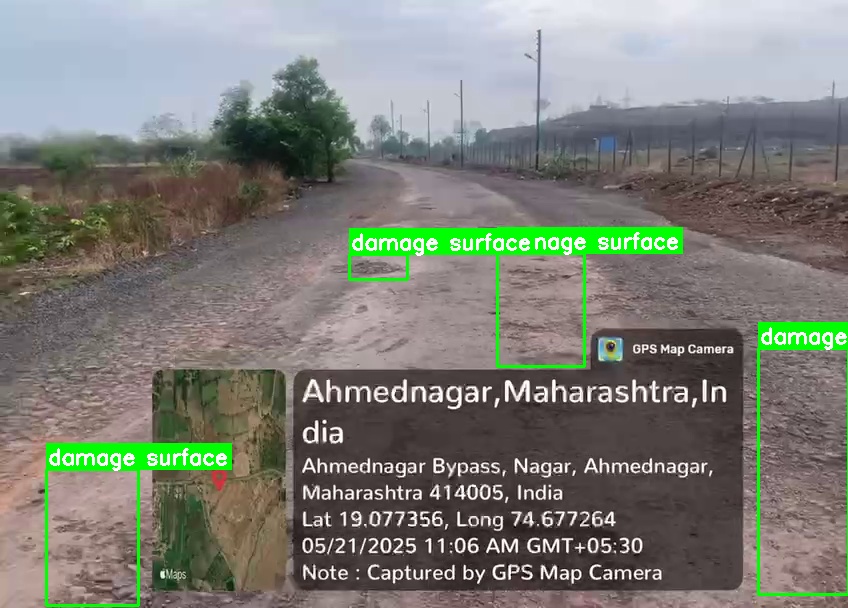 damage surface
nage surface
damage
GPS Map Camera
Ahmednagar,Maharashtra,In
dia
Ahmednagar Bypass, Nagar, Ahmednagar,
Maharashtra 414005, India
Lat 19.077356, Long 74.677264
05/21/2025 11:06 AM GMT+05:30
Note : Captured by GPS Map Camera
damage surface
Maps